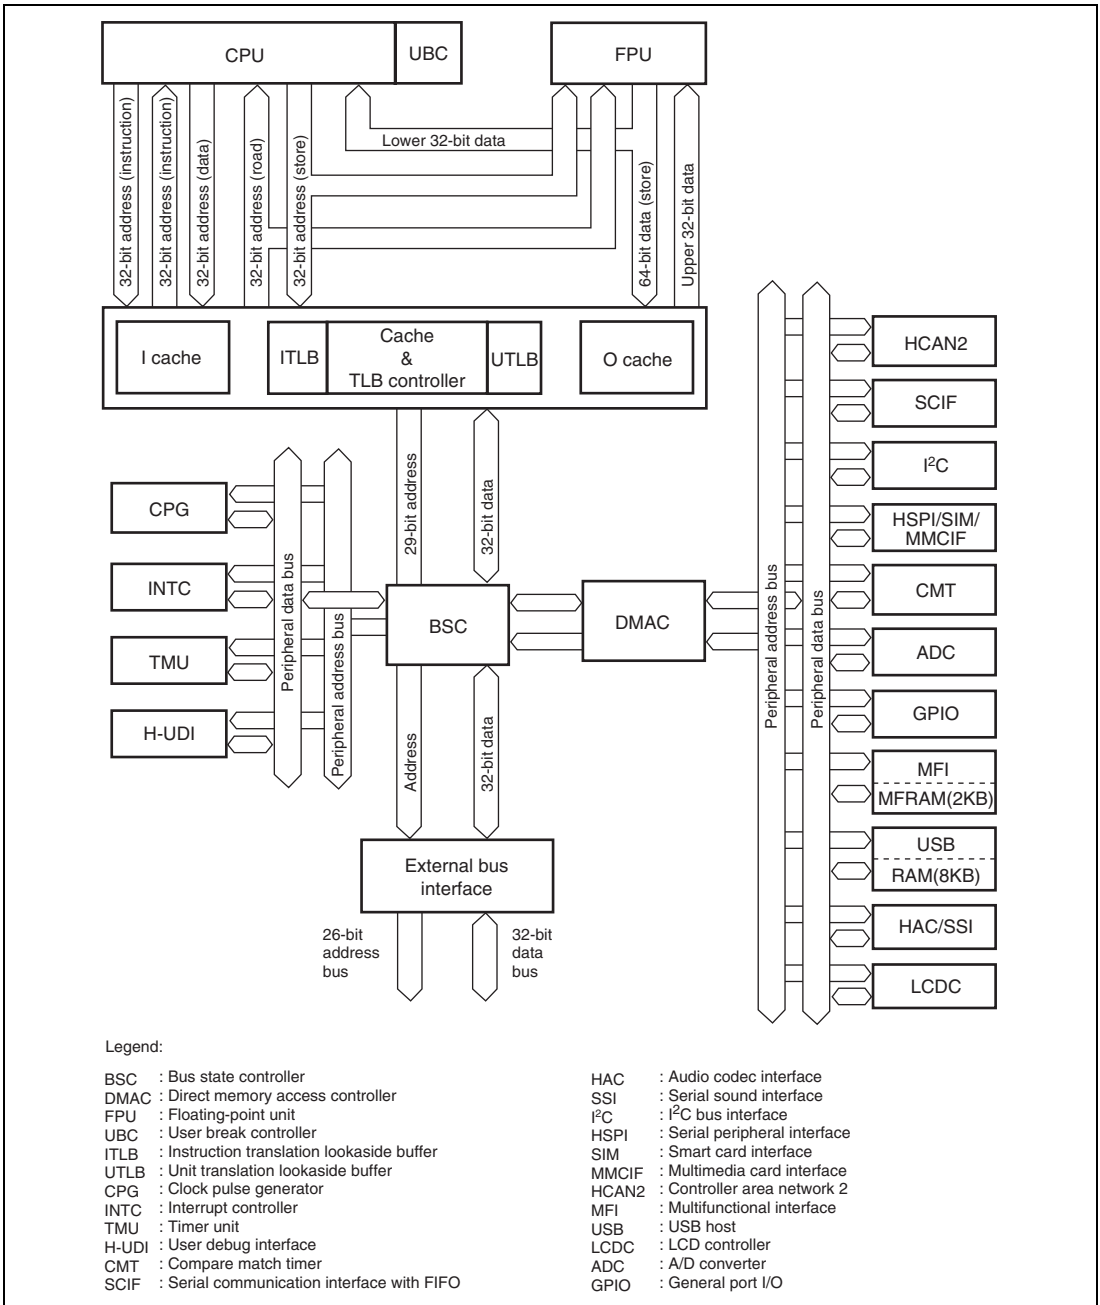 CPU
UBC
FPU
32-bit address (instruction)
32-bit address (instruction)
32-bit address (data)
32-bit address (road)
32-bit address (store)
Lower 32-bit data
64-bit data (store)
Upper 32-bit data
I cache
ITLB
Cache
&
TLB controller
UTLB
O cache
29-bit address
32-bit data
CPG
INTC
TMU
H-UDI
Peripheral data bus
Peripheral address bus
BSC
DMAC
Address
32-bit data
External bus
interface
26-bit
address
bus
32-bit
data
bus
Peripheral address bus
Peripheral data bus
HCAN2
SCIF
I²C
HSPI/SIM/
MMCIF
CMT
ADC
GPIO
MFI
MFRAM(2KB)
USB
RAM(8KB)
HAC/SSI
LCDC
Legend:
BSC : Bus state controller
DMAC : Direct memory access controller
FPU : Floating-point unit
UBC : User break controller
ITLB : Instruction translation lookaside buffer
UTLB : Unit translation lookaside buffer
CPG : Clock pulse generator
INTC : Interrupt controller
TMU : Timer unit
H-UDI : User debug interface
CMT : Compare match timer
SCIF : Serial communication interface with FIFO
HAC : Audio codec interface
SSI : Serial sound interface
I²C : I²C bus interface
HSPI : Serial peripheral interface
SIM : Smart card interface
MMCIF : Multimedia card interface
HCAN2 : Controller area network 2
MFI : Multifunctional interface
USB : USB host
LCDC : LCD controller
ADC : A/D converter
GPIO : General port I/O